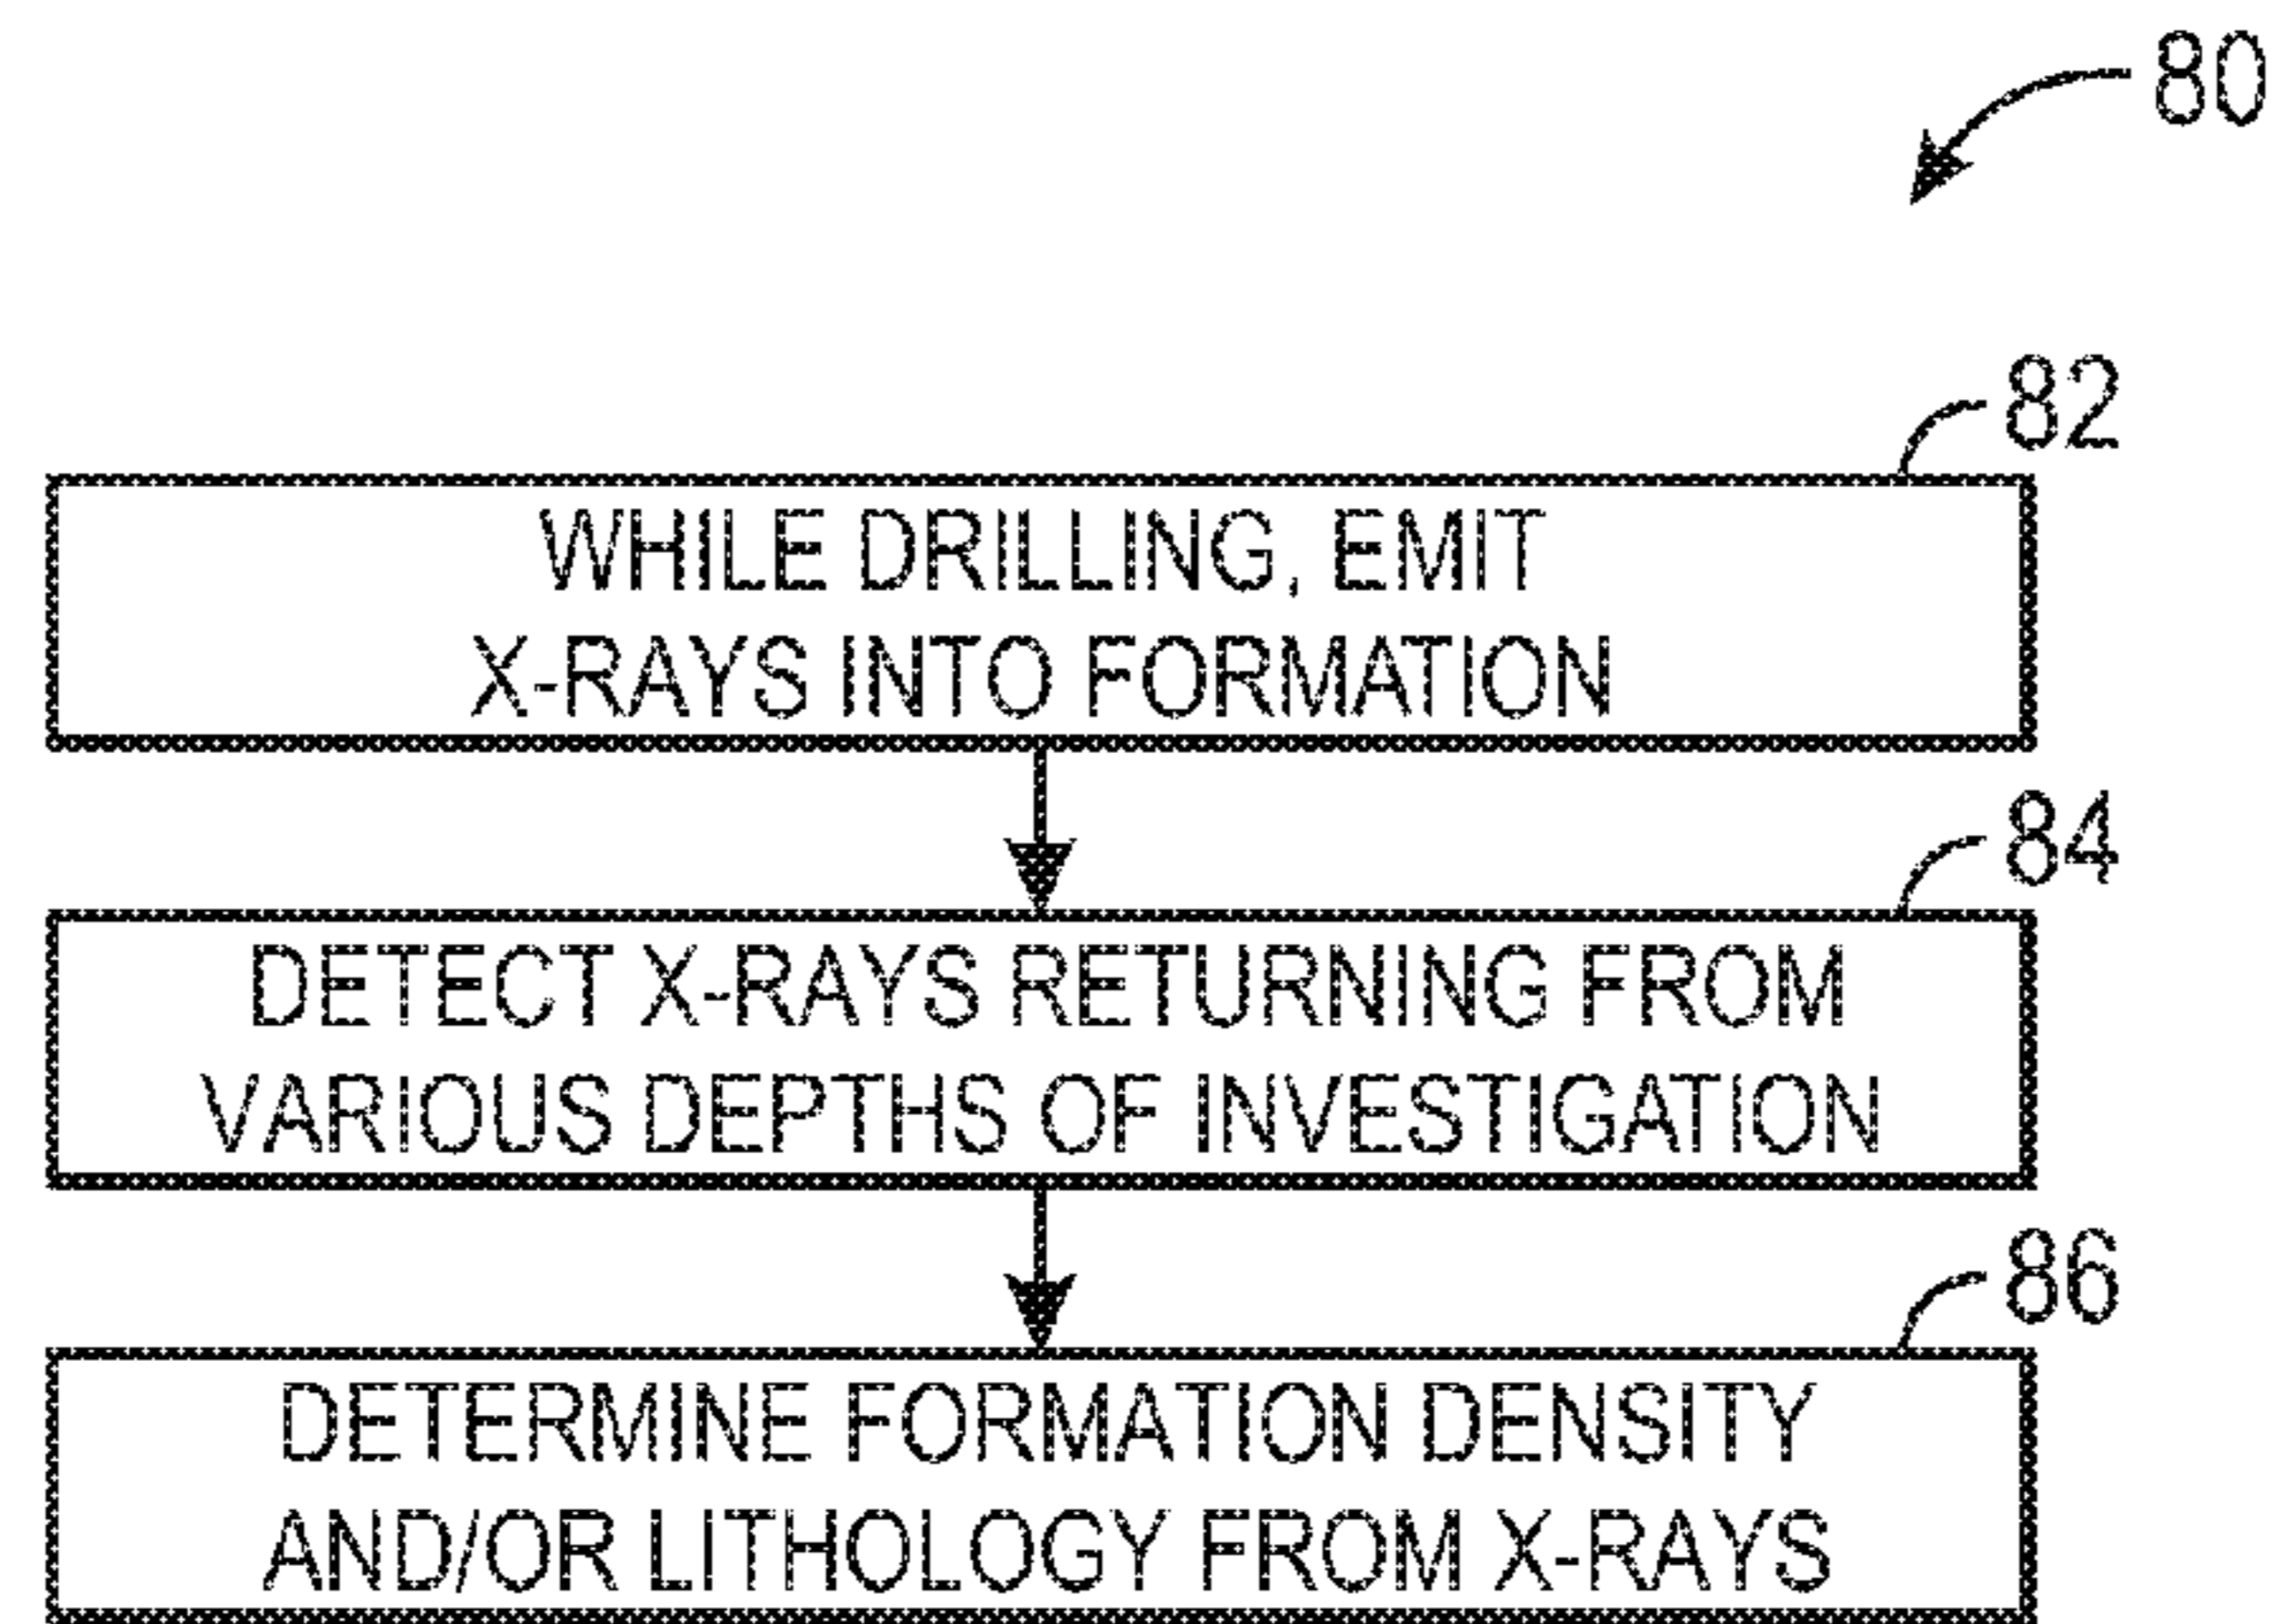 80
82
WHILE DRILLING, EMIT
X-RAYS INTO FORMATION
84
DETECT X-RAYS RETURNING FROM
VARIOUS DEPTHS OF INVESTIGATION
86
DETERMINE FORMATION DENSITY
AND/OR LITHOLOGY FROM X-RAYS